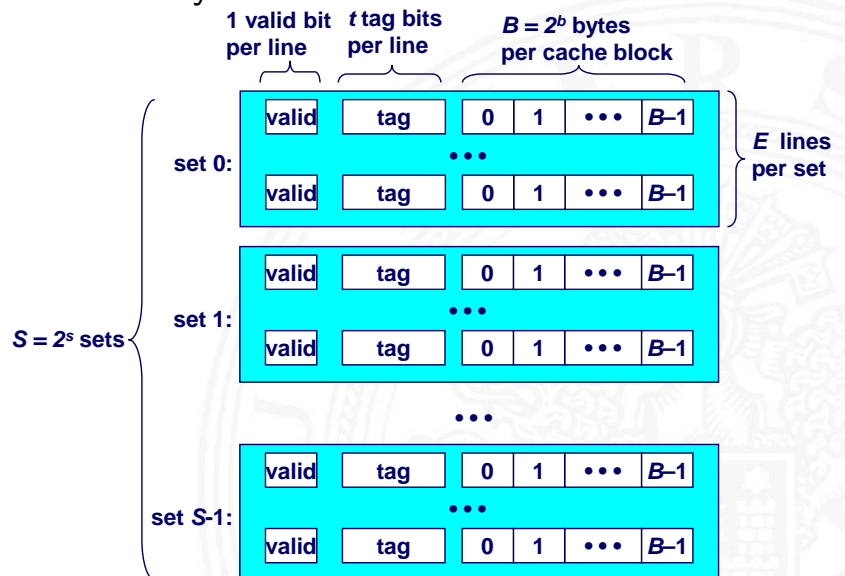 1 valid bit
per line
t tag bits
per line
B = 2ᵇ bytes
per cache block
valid tag 0 1 ••• B–1
•••
set 0:
valid tag 0 1 ••• B–1
E lines
per set
valid tag 0 1 ••• B–1
•••
set 1:
valid tag 0 1 ••• B–1
S = 2ˢ sets
•••
valid tag 0 1 ••• B–1
•••
set S-1:
valid tag 0 1 ••• B–1